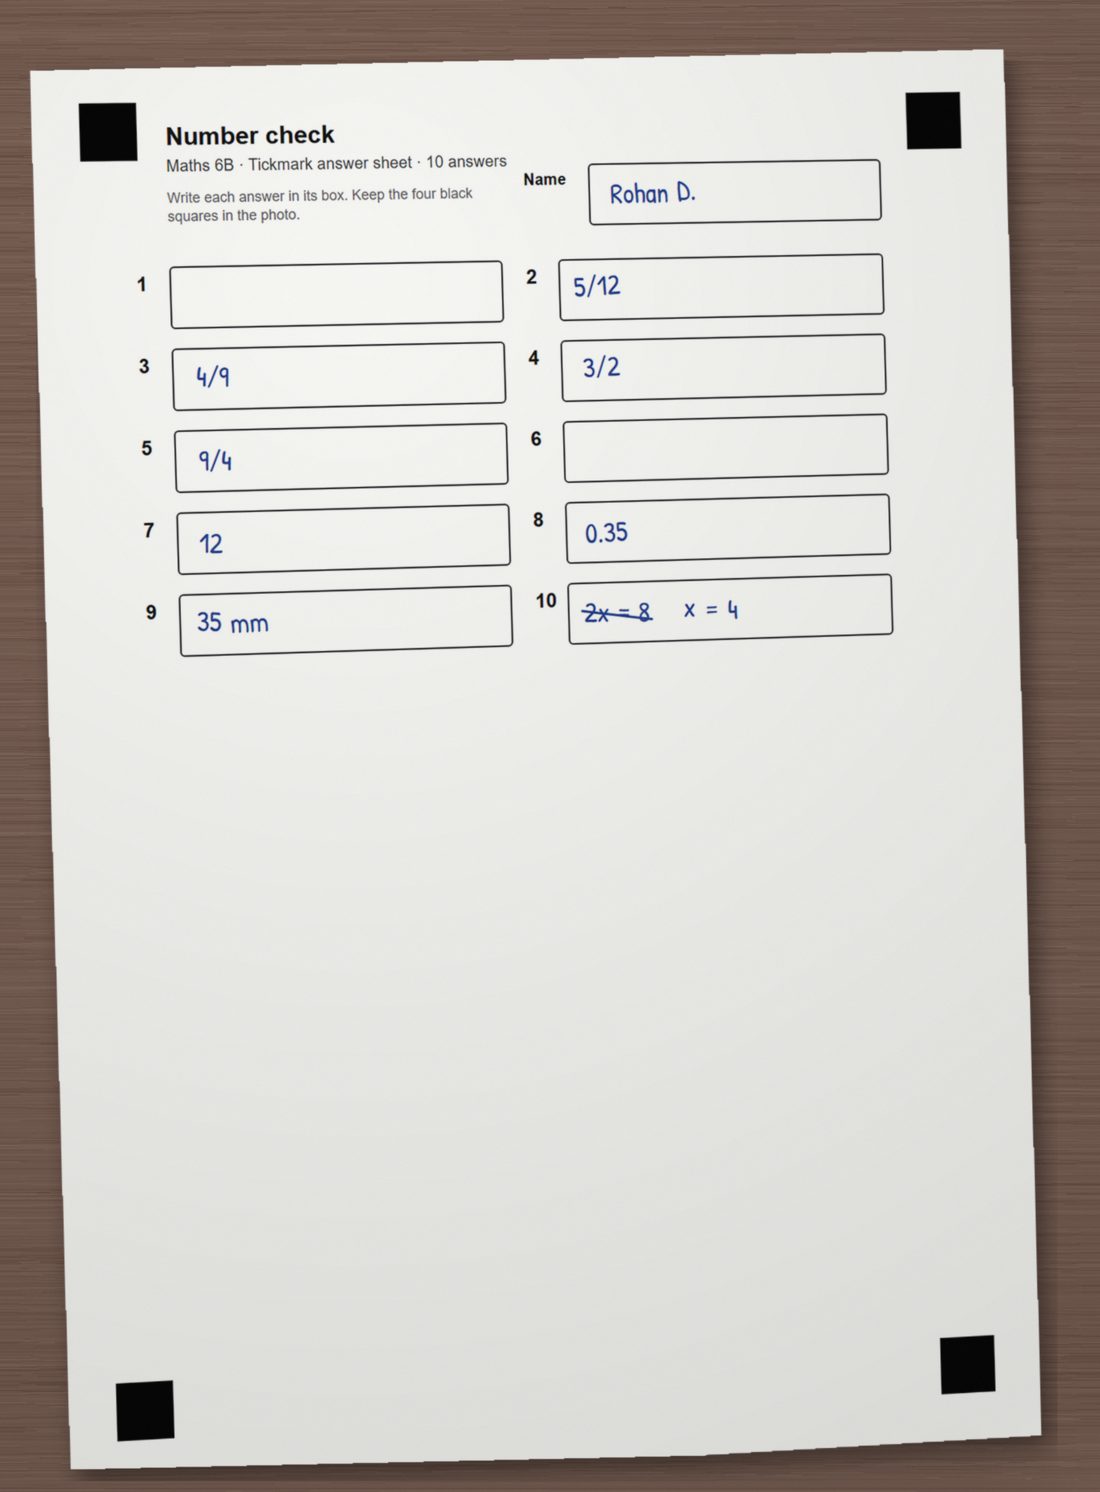 Number check
Maths 6B · Tickmark answer sheet · 10 answers
Write each answer in its box. Keep the four black
squares in the photo.
Name Rohan D.
1
2 5/12
3 4/9
4 3/2
5 9/4
6
7 12
8 0.35
9 35 mm
10 2x = 8 x = 4